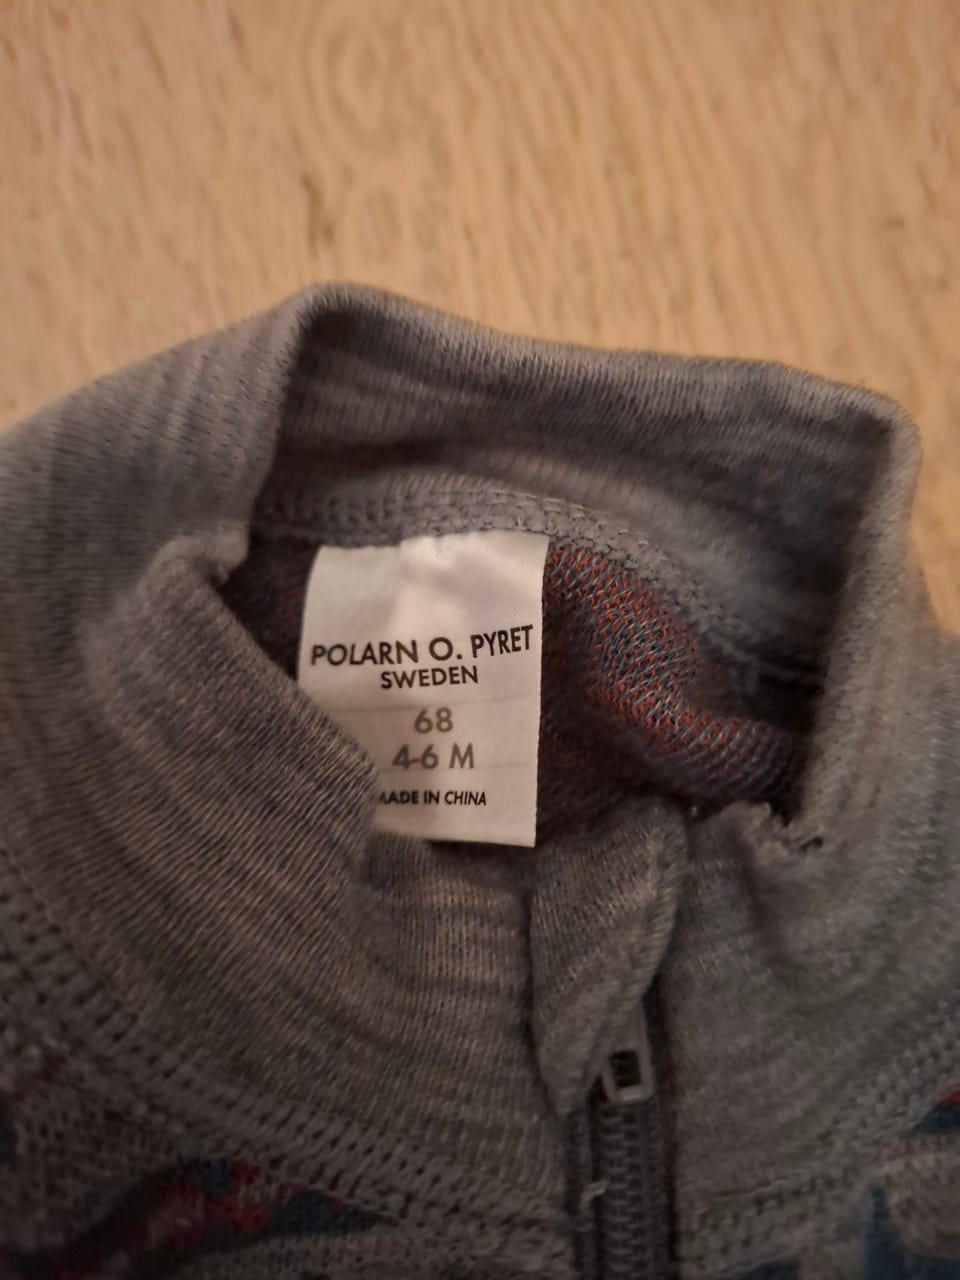 POLARN O. PYRET
SWEDEN
68
4-6 M
MADE IN CHINA